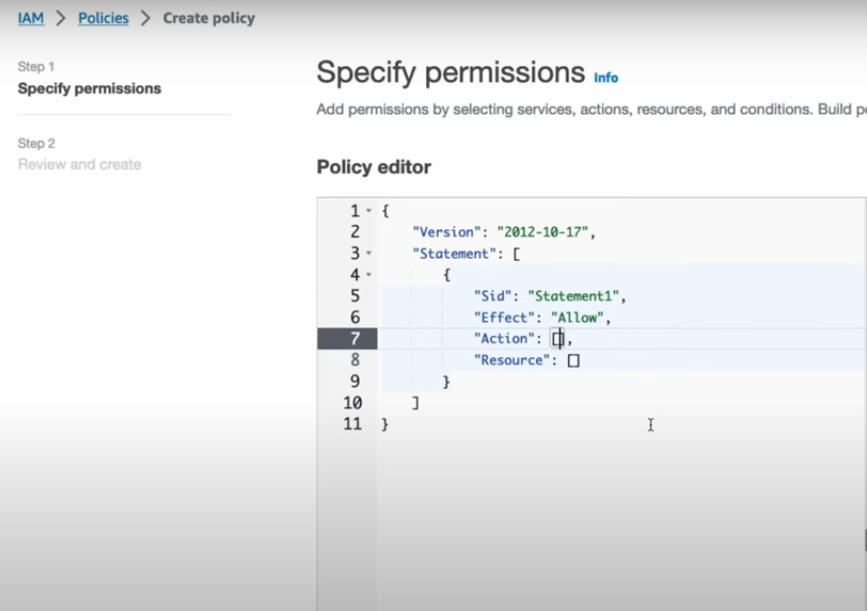 IAM > Policies > Create policy
Step 1
Specify permissions
Step 2
Review and create
Specify permissions Info
Add permissions by selecting services, actions, resources, and conditions. Build
Policy editor
1 {
2 "Version": "2012-10-17",
3 "Statement": [
4 {
5 "Sid": "Statement1",
6 "Effect": "Allow",
7 "Action": [],
8 "Resource": []
9 }
10 ]
11 }